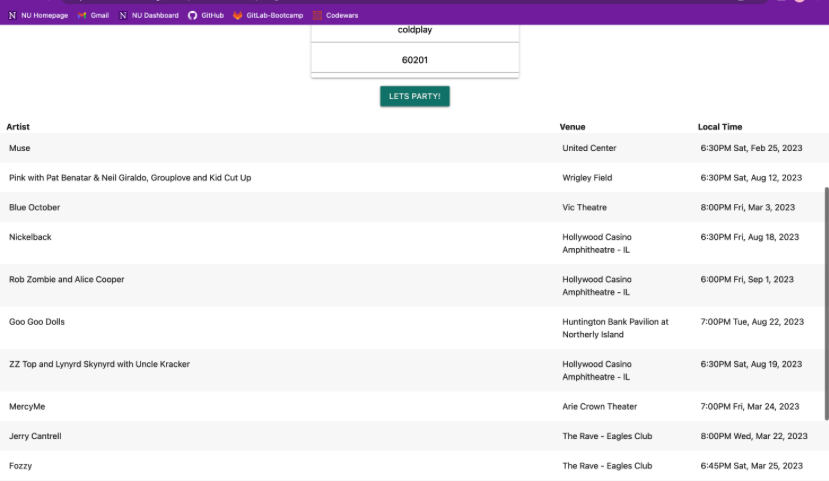 NU Homepage Gmail NU Dashboard GitHub GitLab-Bootcamp Codewars
coldplay
60201
LETS PARTY!
Artist Venue Local Time
Muse United Center 6:30PM Sat, Feb 25, 2023
Pink with Pat Benatar & Neil Giraldo, Grouplove and Kid Cut Up Wrigley Field 6:30PM Sat, Aug 12, 2023
Blue October Vic Theatre 8:00PM Fri, Mar 3, 2023
Nickelback Hollywood Casino 6:30PM Fri, Aug 18, 2023
Amphitheatre - IL
Rob Zombie and Alice Cooper Hollywood Casino 6:00PM Fri, Sep 1, 2023
Amphitheatre - IL
Goo Goo Dolls Huntington Bank Pavilion at 7:00PM Tue, Aug 22, 2023
Northerly Island
ZZ Top and Lynyrd Skynyrd with Uncle Kracker Hollywood Casino 6:30PM Sat, Aug 19, 2023
Amphitheatre - IL
MercyMe Arie Crown Theater 7:00PM Fri, Mar 24, 2023
Jerry Cantrell The Rave - Eagles Club 8:00PM Wed, Mar 22, 2023
Fozzy The Rave - Eagles Club 6:45PM Sat, Mar 25, 2023